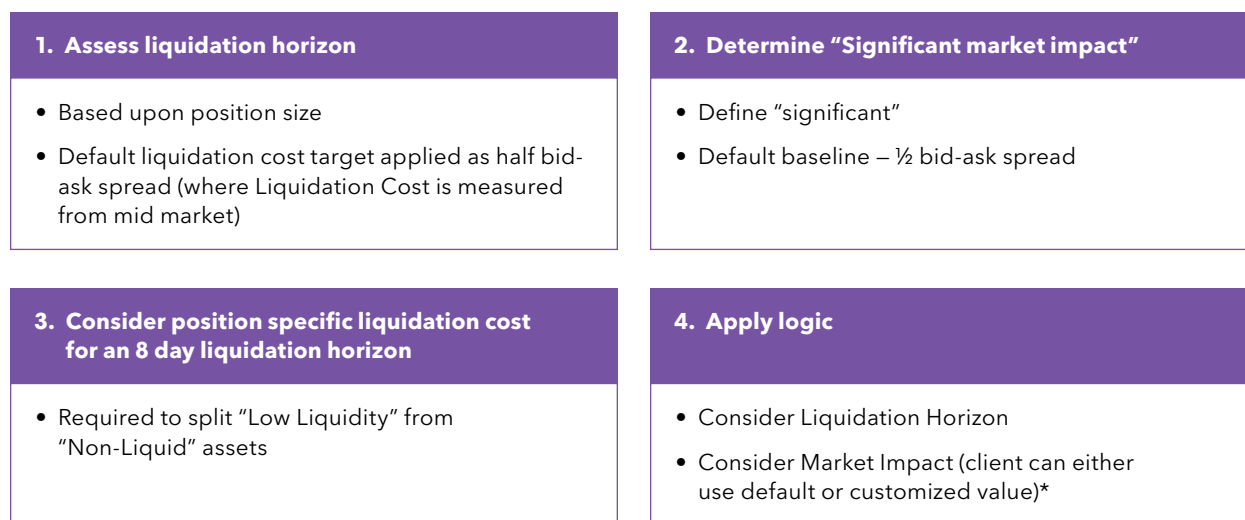 1. Assess liquidation horizon
• Based upon position size
• Default liquidation cost target applied as half bid-
ask spread (where Liquidation Cost is measured
from mid market)
2. Determine “Significant market impact”
• Define “significant”
• Default baseline – ½ bid-ask spread
3. Consider position specific liquidation cost
for an 8 day liquidation horizon
• Required to split “Low Liquidity” from
“Non-Liquid” assets
4. Apply logic
• Consider Liquidation Horizon
• Consider Market Impact (client can either
use default or customized value)*